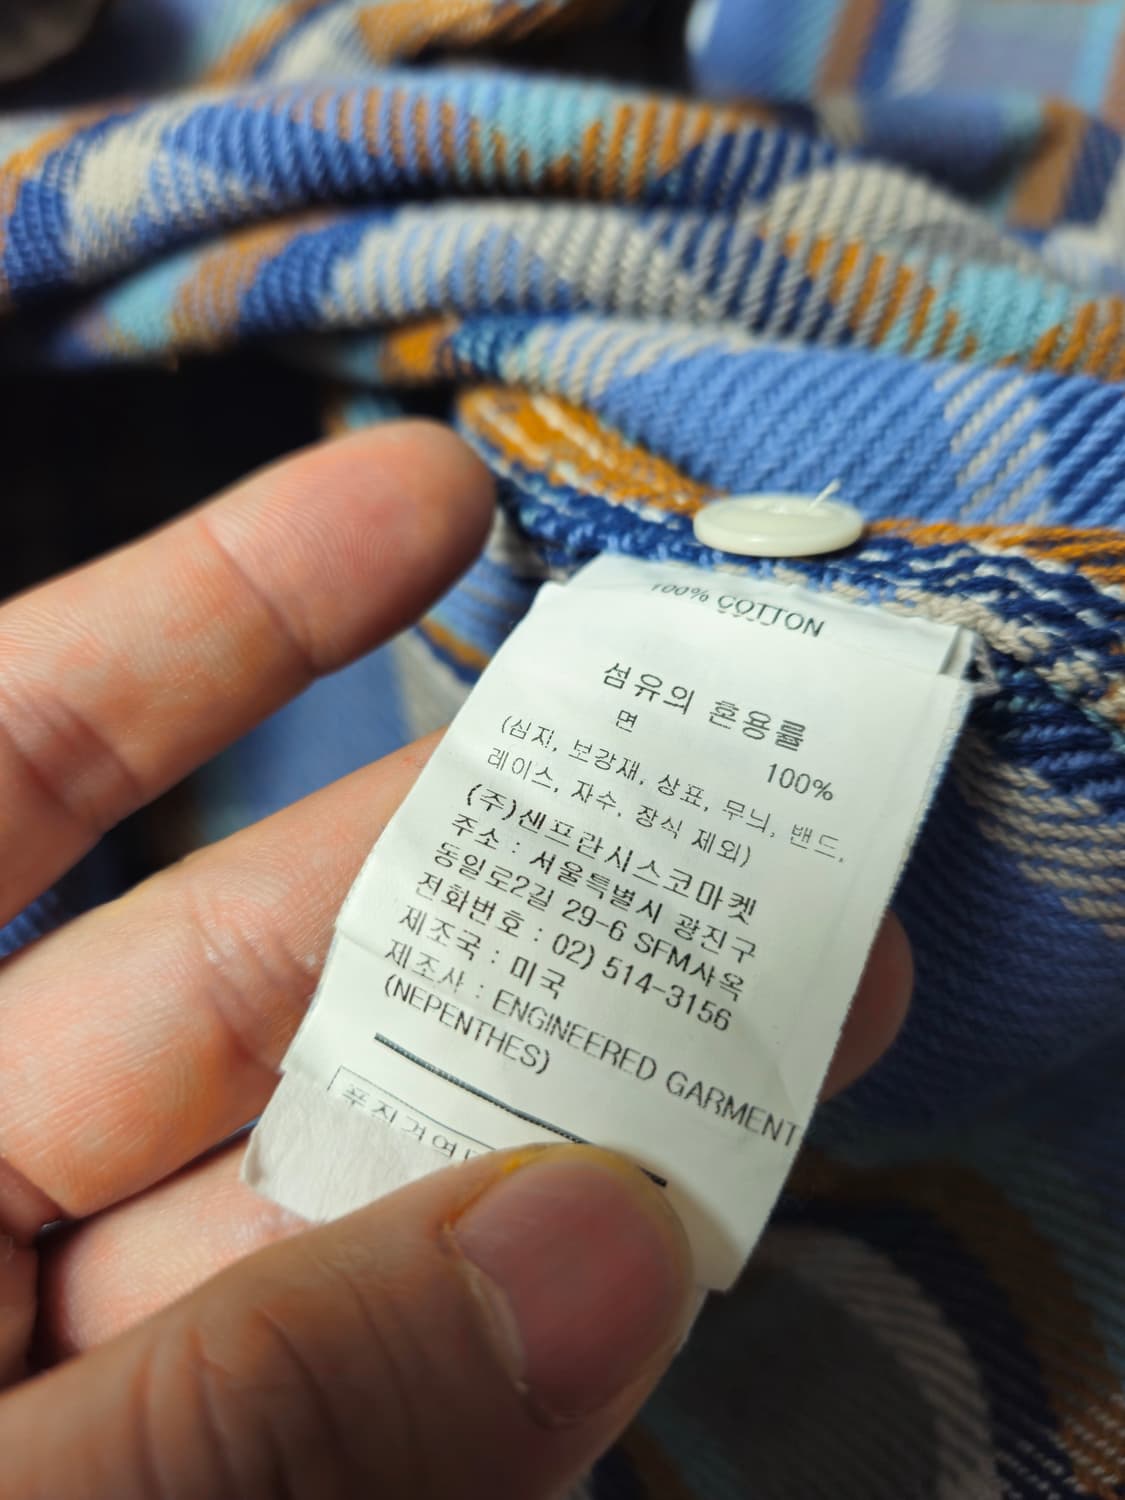 100% COTTON
섬유의 혼용률
면 100%
(심지, 보강재, 상표, 무늬, 밴드,
레이스, 자수, 장식 제외)
(주)샌프란시스코마켓
주소 : 서울특별시 광진구
동일로2길 29-6 SFM사옥
전화번호 : 02) 514-3156
제조국 : 미국
제조사 : ENGINEERED GARMENT
(NEPENTHES)